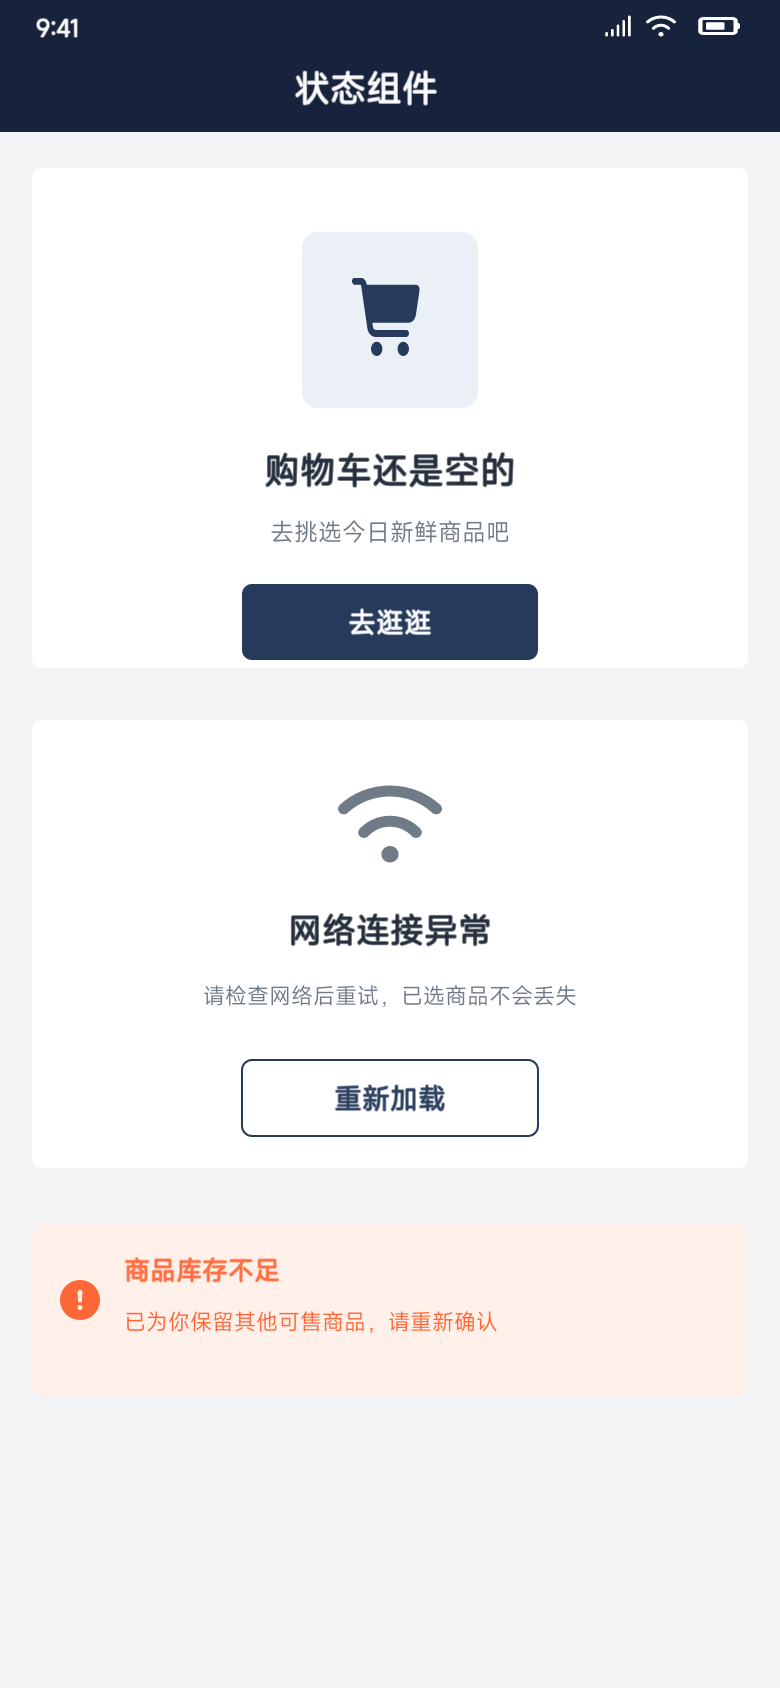 9:41
状态组件
购物车还是空的
去挑选今日新鲜商品吧
去逛逛
网络连接异常
请检查网络后重试，已选商品不会丢失
重新加载
商品库存不足
已为你保留其他可售商品，请重新确认